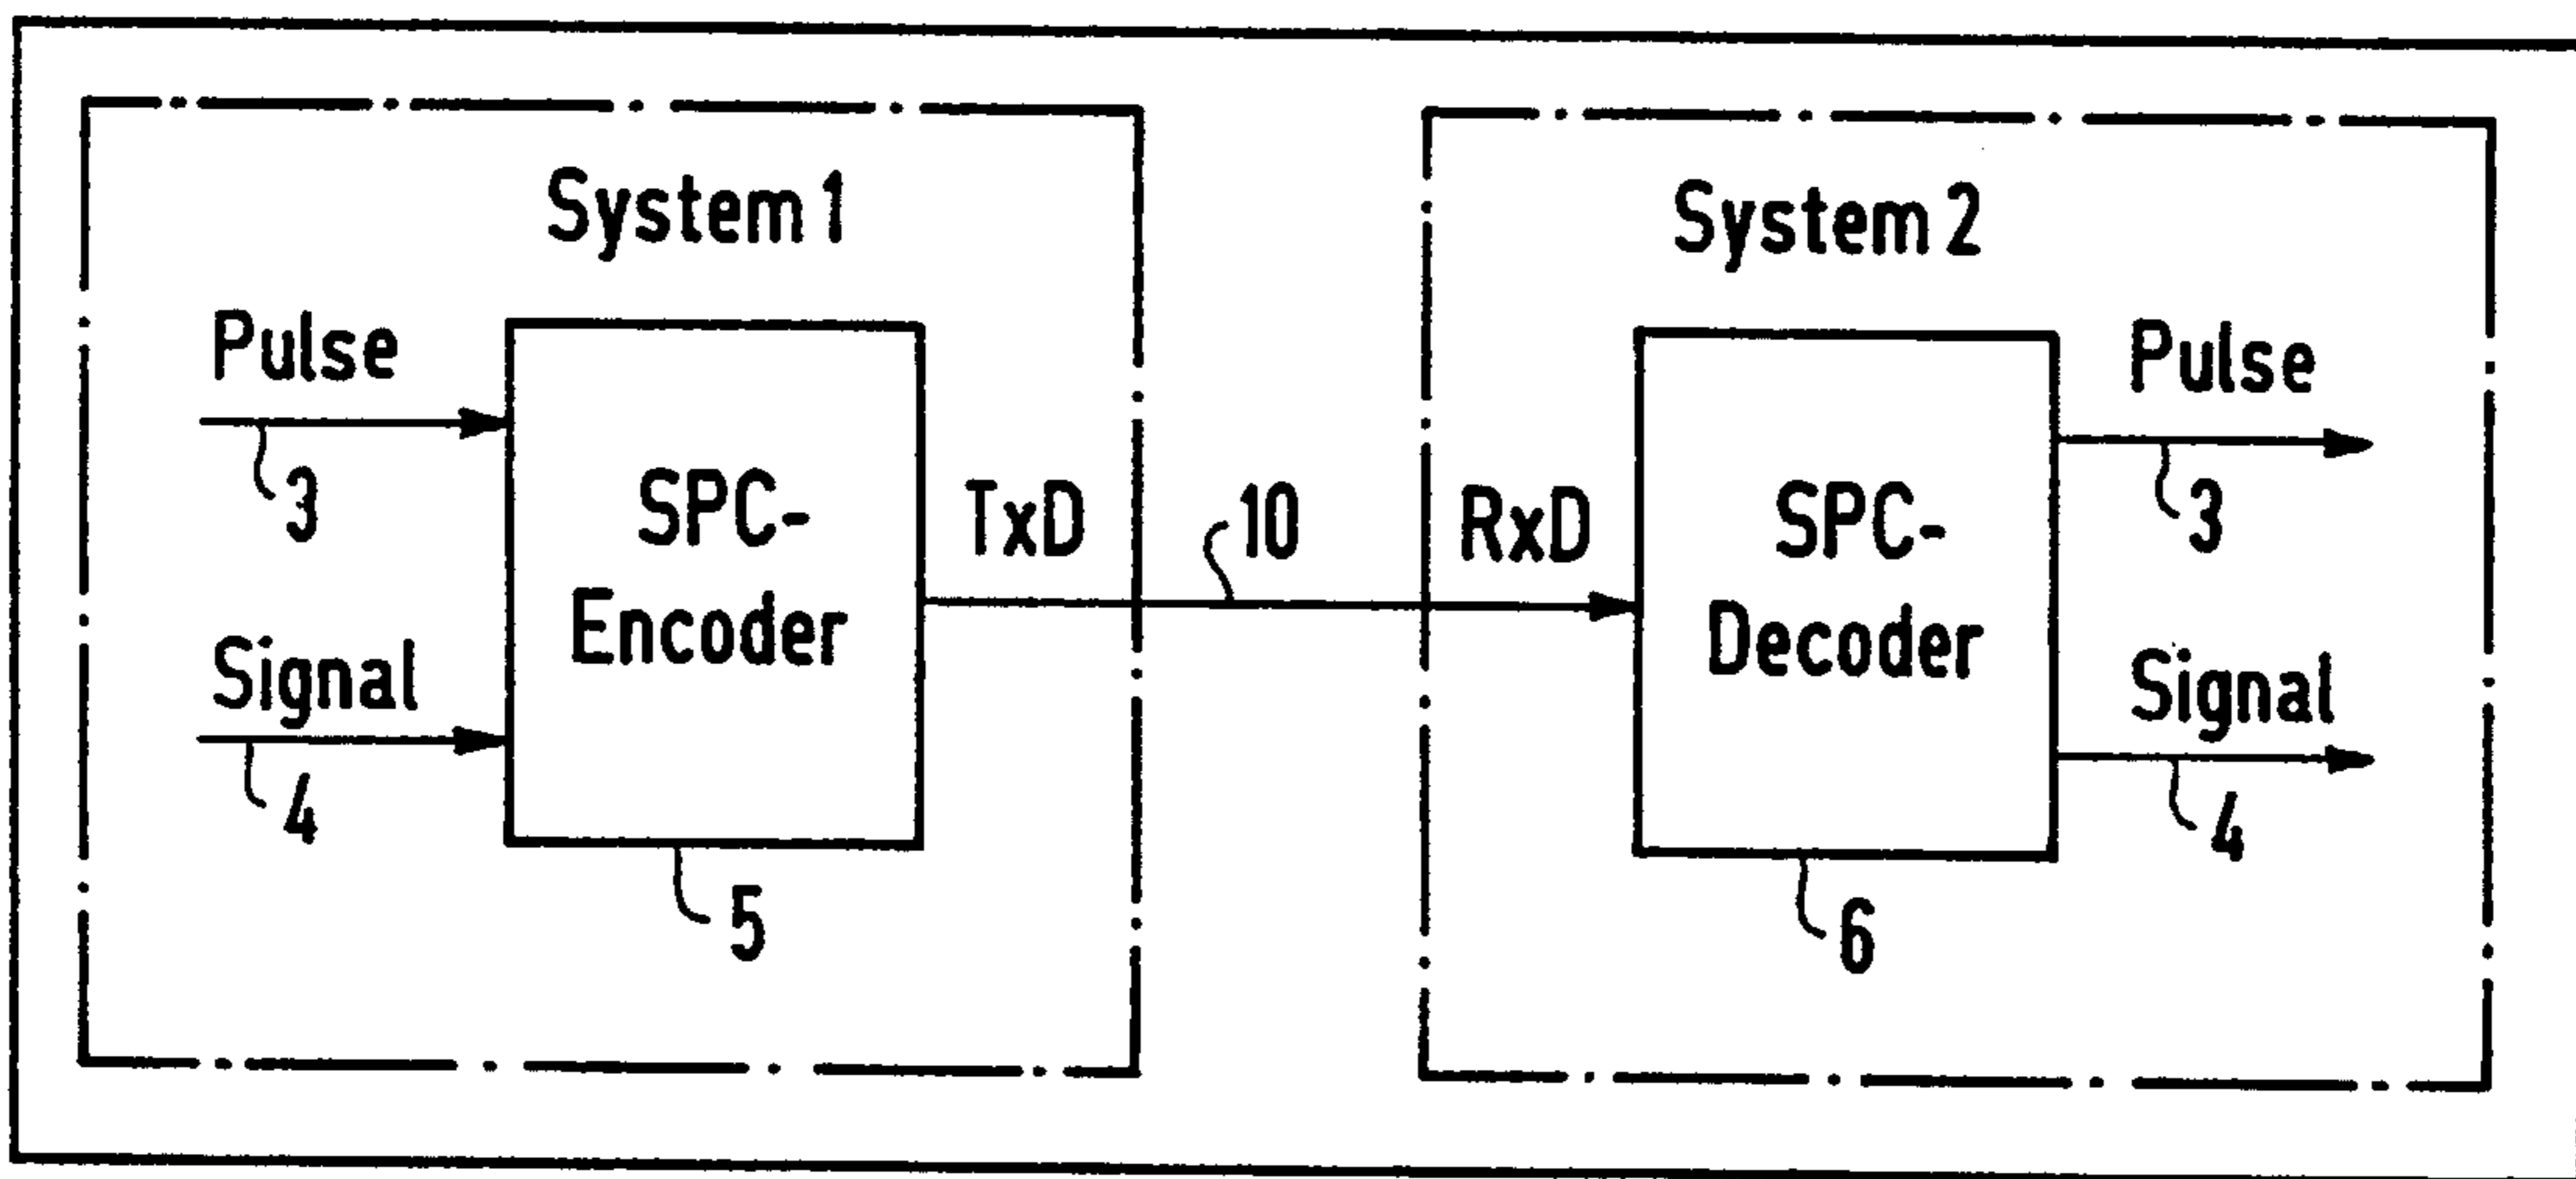 System 1
Pulse
3
Signal
4
SPC-
Encoder
5
TxD
10
System 2
RxD
SPC-
Decoder
6
Pulse
3
Signal
4